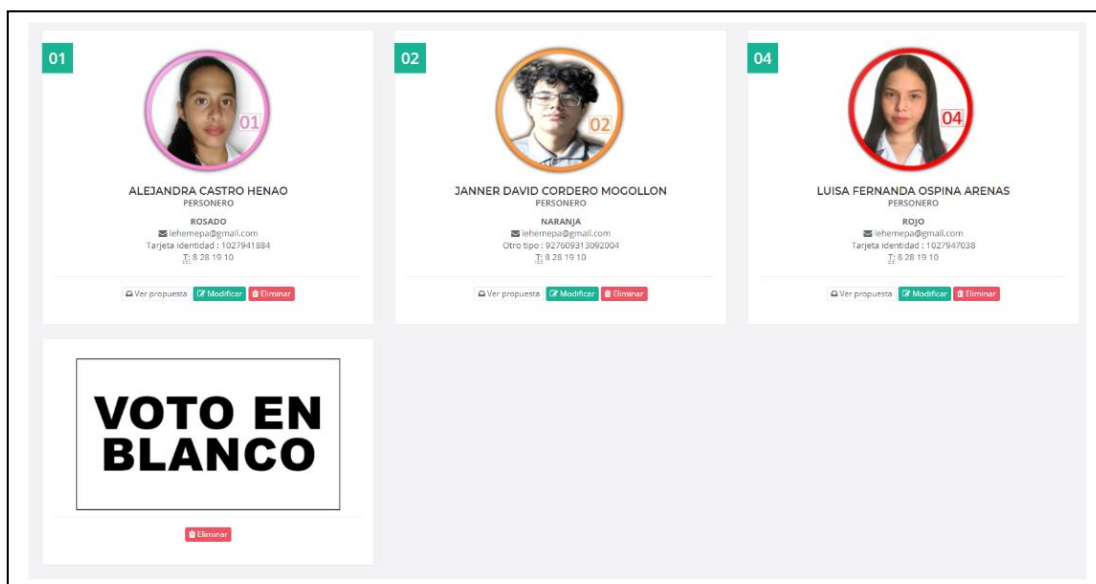 01
01
ALEJANDRA CASTRO HENAO
PERSONERO
ROSADO
lehemepa@gmail.com
Tarjeta identidad : 1027941884
T: 8 28 19 10
Ver propuesta Modificar Eliminar
02
02
JANNER DAVID CORDERO MOGOLLON
PERSONERO
NARANJA
lehemepa@gmail.com
Otro tipo : 927609313092004
T: 8 28 19 10
Ver propuesta Modificar Eliminar
04
04
LUISA FERNANDA OSPINA ARENAS
PERSONERO
ROJO
lehemepa@gmail.com
Tarjeta identidad : 1027947038
T: 8 28 19 10
Ver propuesta Modificar Eliminar
VOTO EN
BLANCO
Eliminar